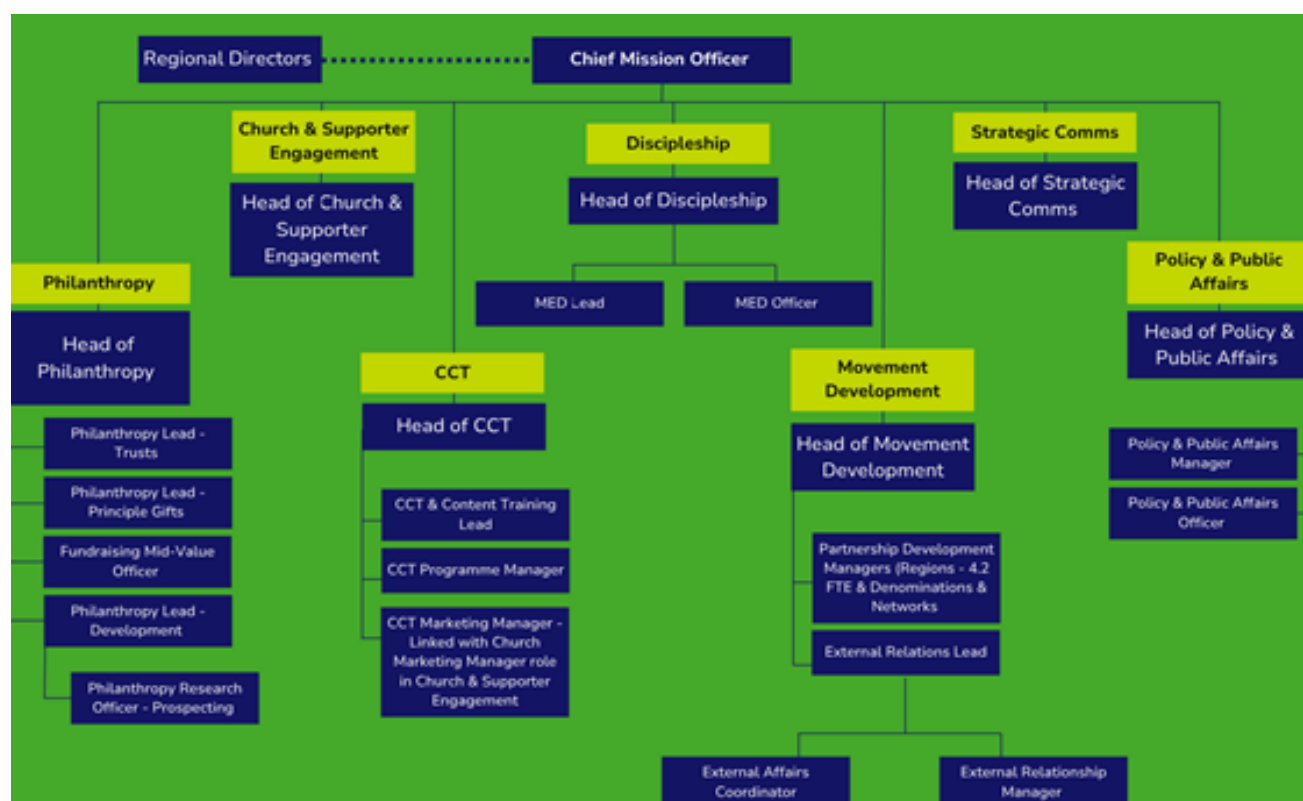 Regional Directors
Chief Mission Officer
Church & Supporter
Engagement
Head of Church &
Supporter
Engagement
Discipleship
Head of Discipleship
MED Lead
MED Officer
Strategic Comms
Head of Strategic
Comms
Philanthropy
Head of
Philanthropy
Philanthropy Lead -
Trusts
Philanthropy Lead -
Principle Gifts
Fundraising Mid-Value
Officer
Philanthropy Lead -
Development
Philanthropy Research
Officer - Prospecting
CCT
Head of CCT
CCT & Content Training
Lead
CCT Programme Manager
CCT Marketing Manager -
Linked with Church
Marketing Manager role
in Church & Supporter
Engagement
Movement
Development
Head of Movement
Development
Partnership Development
Managers (Regions - 4.2
FTE & Denominations &
Networks
External Relations Lead
External Affairs
Coordinator
External Relationship
Manager
Policy & Public
Affairs
Head of Policy &
Public Affairs
Policy & Public Affairs
Manager
Policy & Public Affairs
Officer